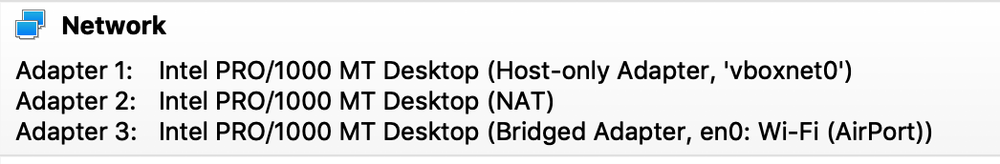 Network
Adapter 1: Intel PRO/1000 MT Desktop (Host-only Adapter, 'vboxnet0')
Adapter 2: Intel PRO/1000 MT Desktop (NAT)
Adapter 3: Intel PRO/1000 MT Desktop (Bridged Adapter, en0: Wi-Fi (AirPort))